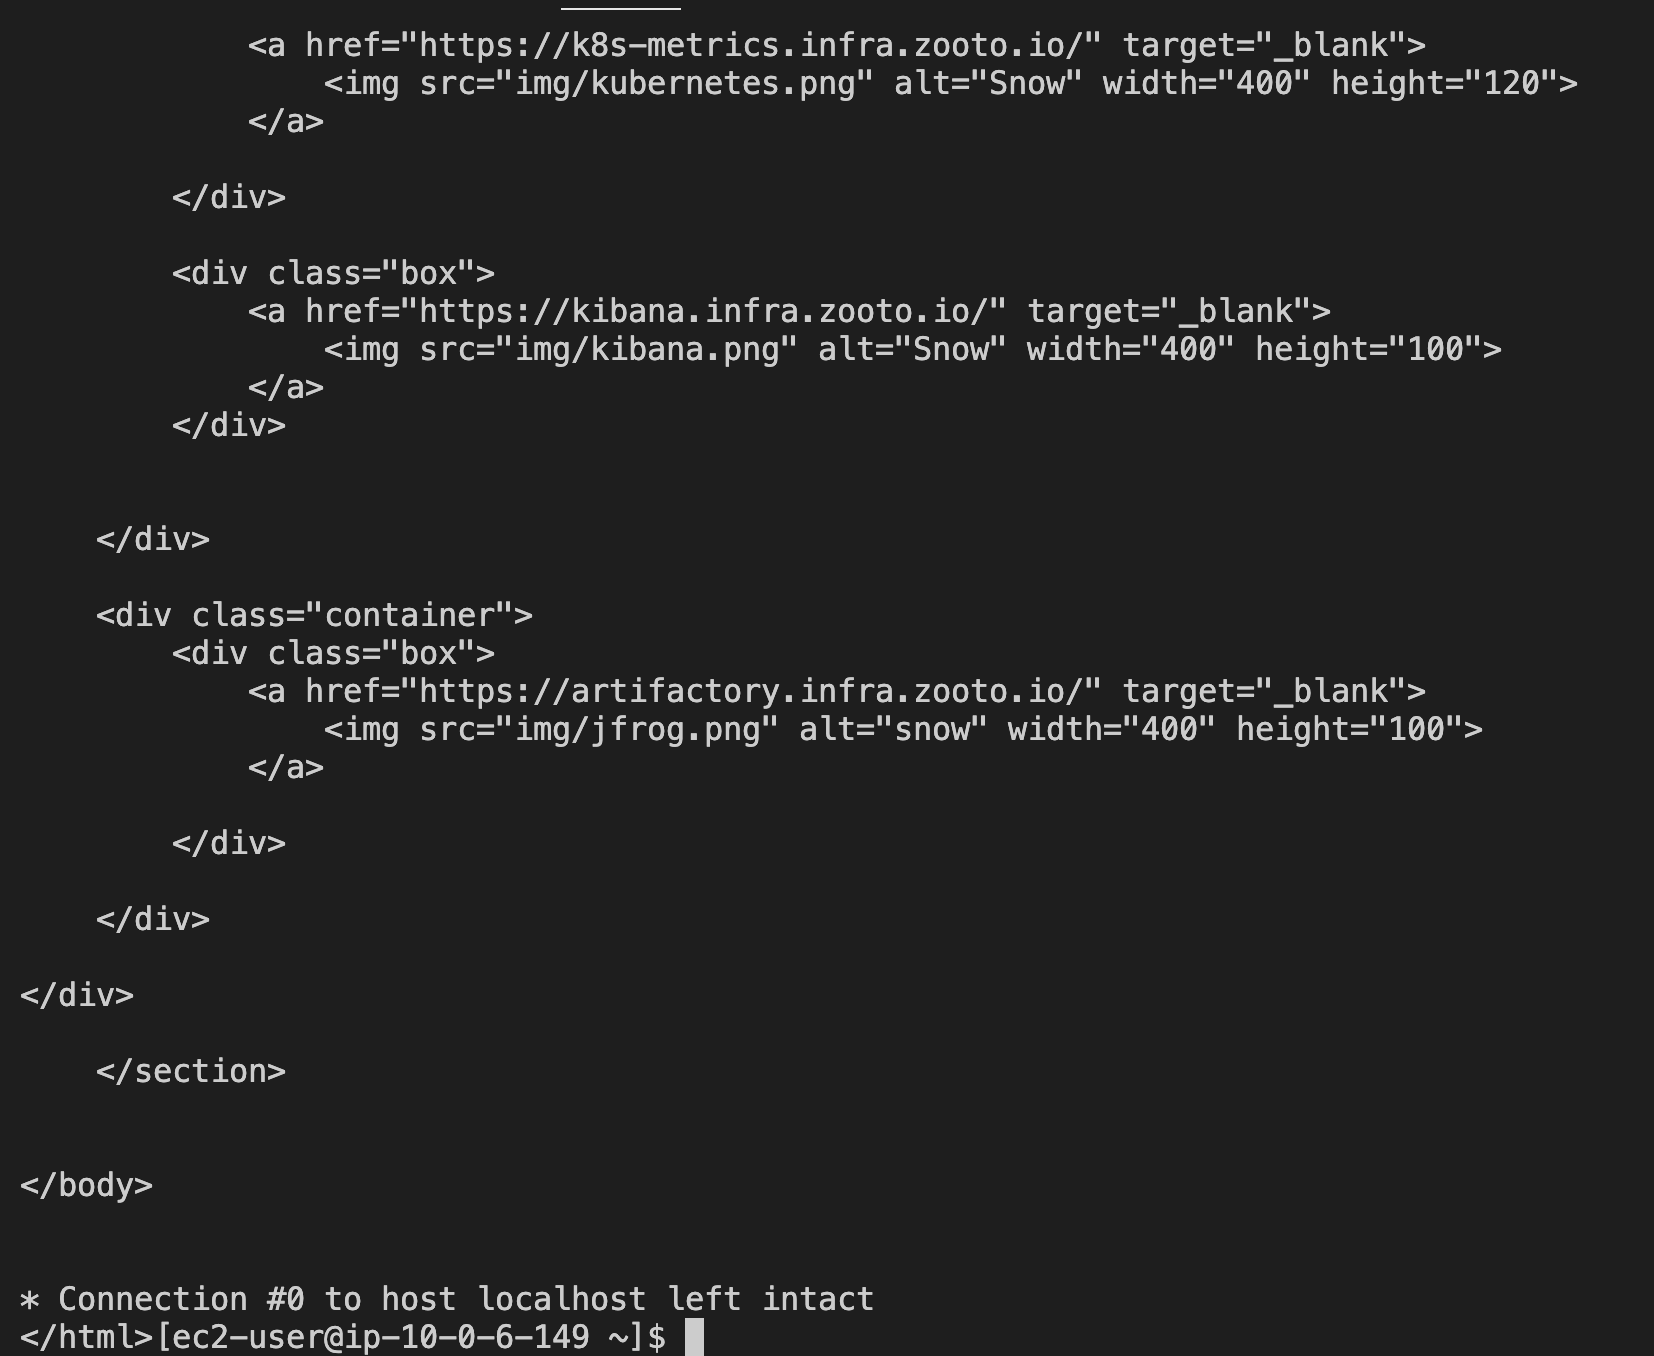 <a href="https://k8s-metrics.infra.zooto.io/" target="_blank">
<img src="img/kubernetes.png" alt="Snow" width="400" height="120">
</a>
</div>
<div class="box">
<a href="https://kibana.infra.zooto.io/" target="_blank">
<img src="img/kibana.png" alt="Snow" width="400" height="100">
</a>
</div>
</div>
<div class="container">
<div class="box">
<a href="https://artifactory.infra.zooto.io/" target="_blank">
<img src="img/jfrog.png" alt="snow" width="400" height="100">
</a>
</div>
</div>
</div>
</section>
</body>
* Connection #0 to host localhost left intact
</html>[ec2-user@ip-10-0-6-149 ~]$